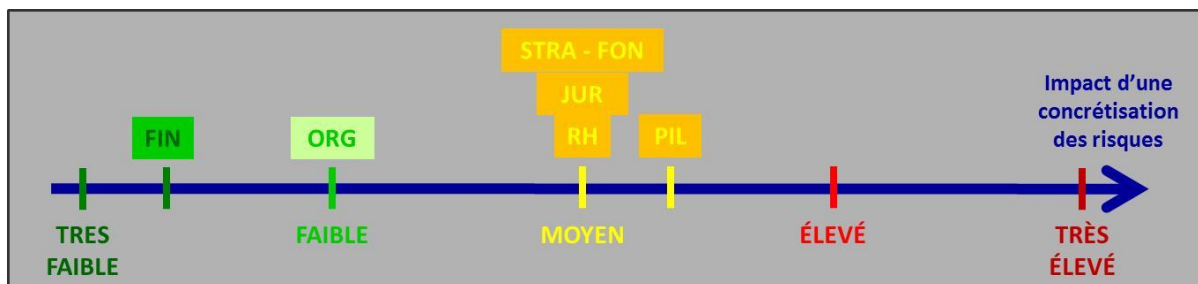 STRA - FON
JUR
FIN
ORG
RH
PIL
Impact d'une
concrétisation
des risques
TRES
FAIBLE
FAIBLE
MOYEN
ÉLEVÉ
TRÈS
ÉLEVÉ